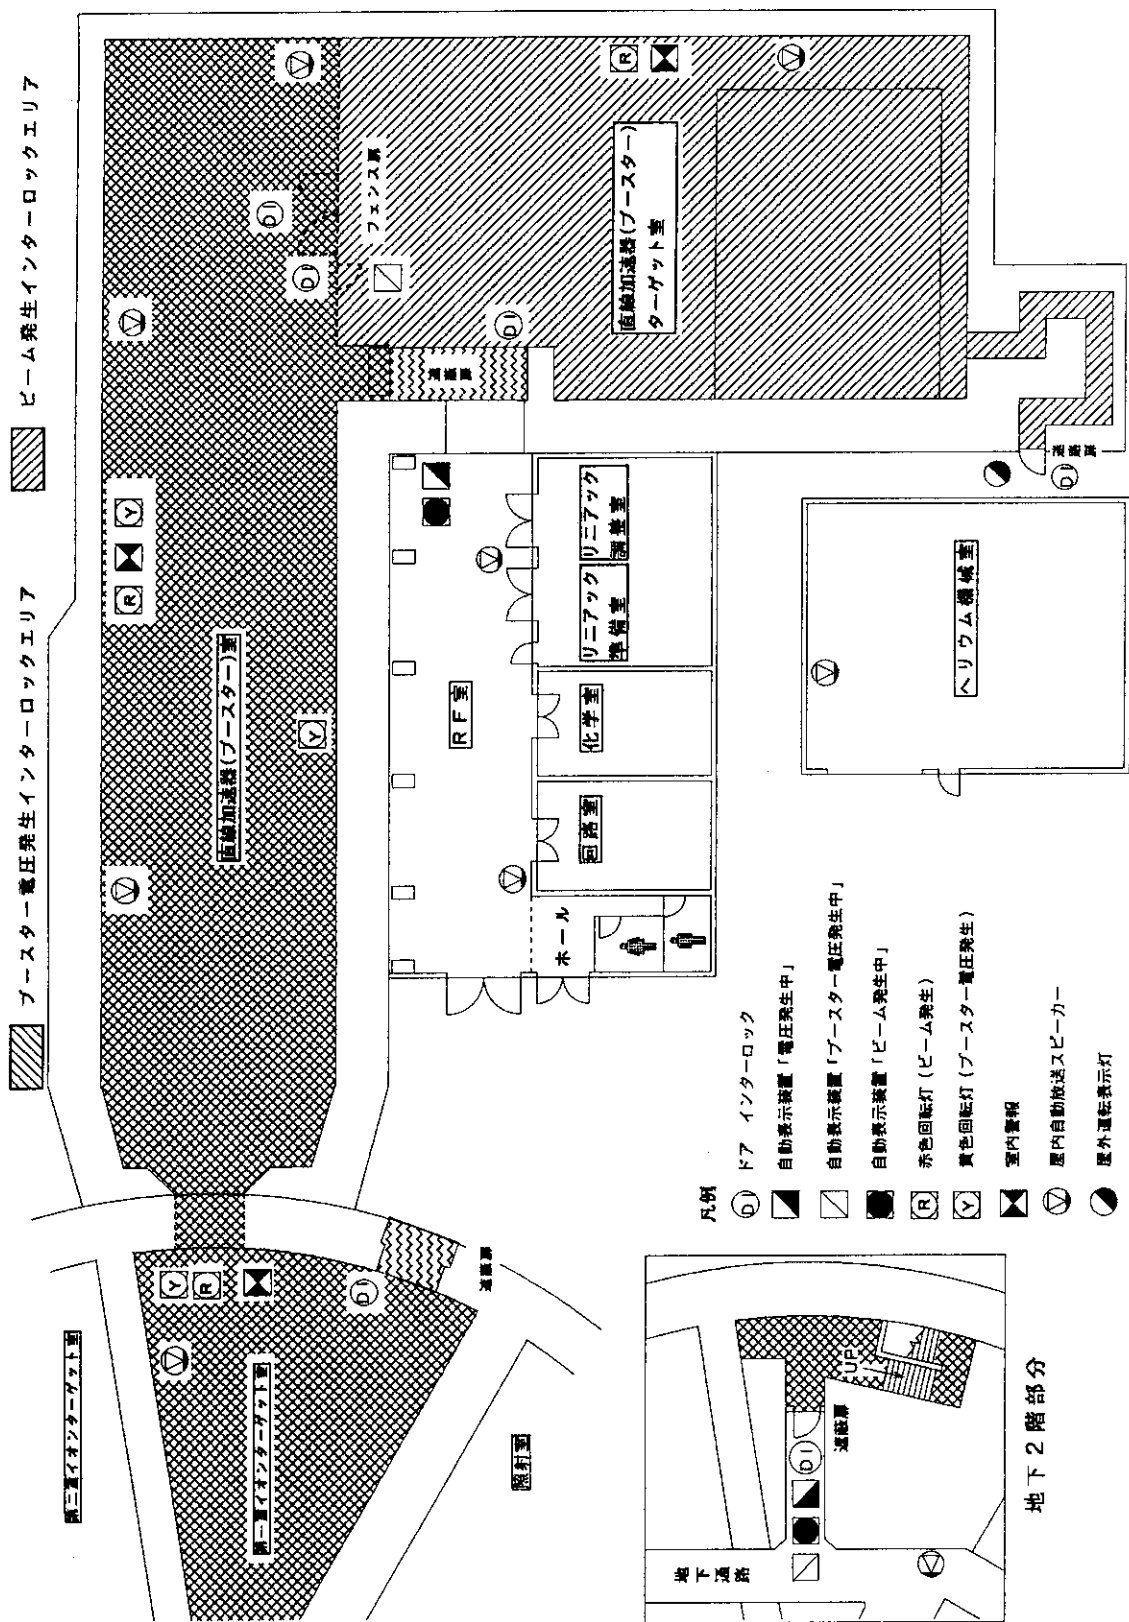 ブースター電圧発生インターロックエリア
ビーム発生インターロックエリア
第二重イオンターゲット室
第一重イオンターゲット室
照射室
遮蔽扉
直線加速器(ブースター)室
フェンス扉
遮蔽扉
直線加速器(ブースター)
ターゲット室
遮蔽扉
RF室
ホール
回路室
化学室
リニアック
準備室
リニアック
調整室
ヘリウム機械室
Y
R
DI
Y
R
Y
DI
DI
DI
R
DI
凡例
DI ドア インターロック
自動表示装置「電圧発生中」
自動表示装置「ブースター電圧発生中」
自動表示装置「ビーム発生中」
R 赤色回転灯(ビーム発生)
Y 黄色回転灯(ブースター電圧発生)
室内警報
屋内自動放送スピーカー
屋外運転表示灯
地下
通路
DI
遮蔽扉
UP
地下2階部分